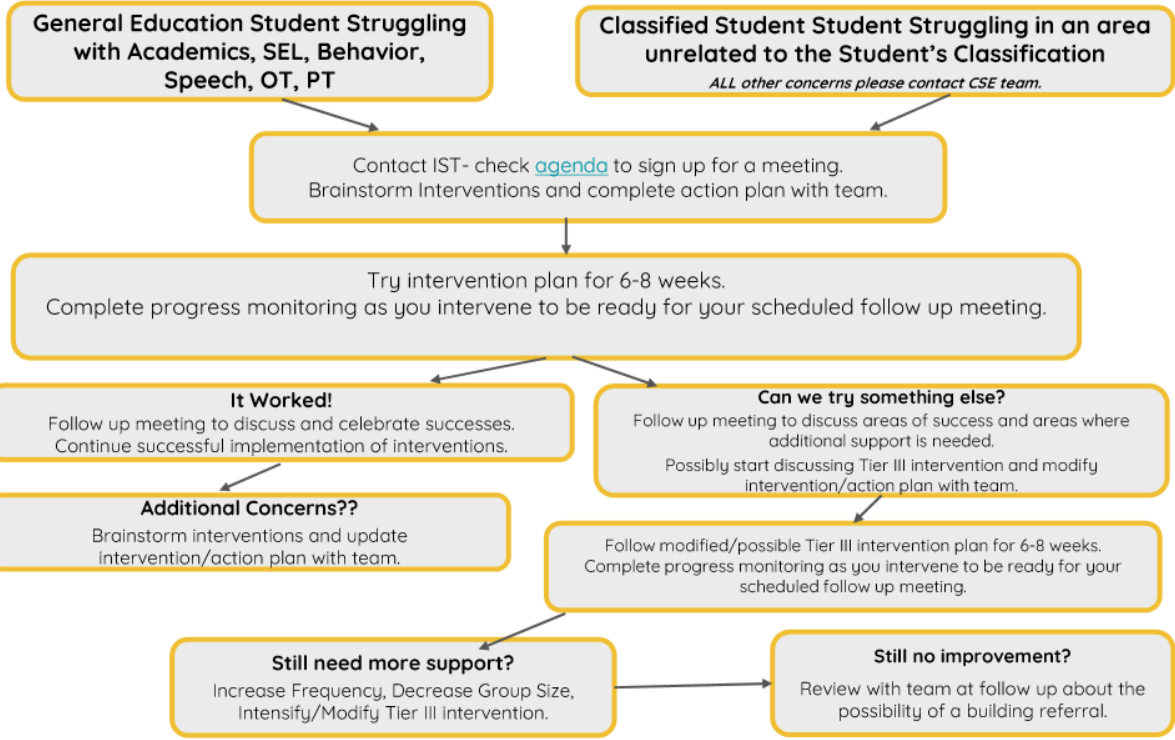 General Education Student Struggling
with Academics, SEL, Behavior,
Speech, OT, PT
Classified Student Student Struggling in an area
unrelated to the Student's Classification
ALL other concerns please contact CSE team.
Contact IST- check agenda to sign up for a meeting.
Brainstorm Interventions and complete action plan with team.
Try intervention plan for 6-8 weeks.
Complete progress monitoring as you intervene to be ready for your scheduled follow up meeting.
It Worked!
Follow up meeting to discuss and celebrate successes.
Continue successful implementation of interventions.
Can we try something else?
Follow up meeting to discuss areas of success and areas where
additional support is needed.
Possibly start discussing Tier III intervention and modify
intervention/action plan with team.
Additional Concerns??
Brainstorm interventions and update
intervention/action plan with team.
Follow modified/possible Tier III intervention plan for 6-8 weeks.
Complete progress monitoring as you intervene to be ready for your
scheduled follow up meeting.
Still need more support?
Increase Frequency, Decrease Group Size,
Intensify/Modify Tier III intervention.
Still no improvement?
Review with team at follow up about the
possibility of a building referral.